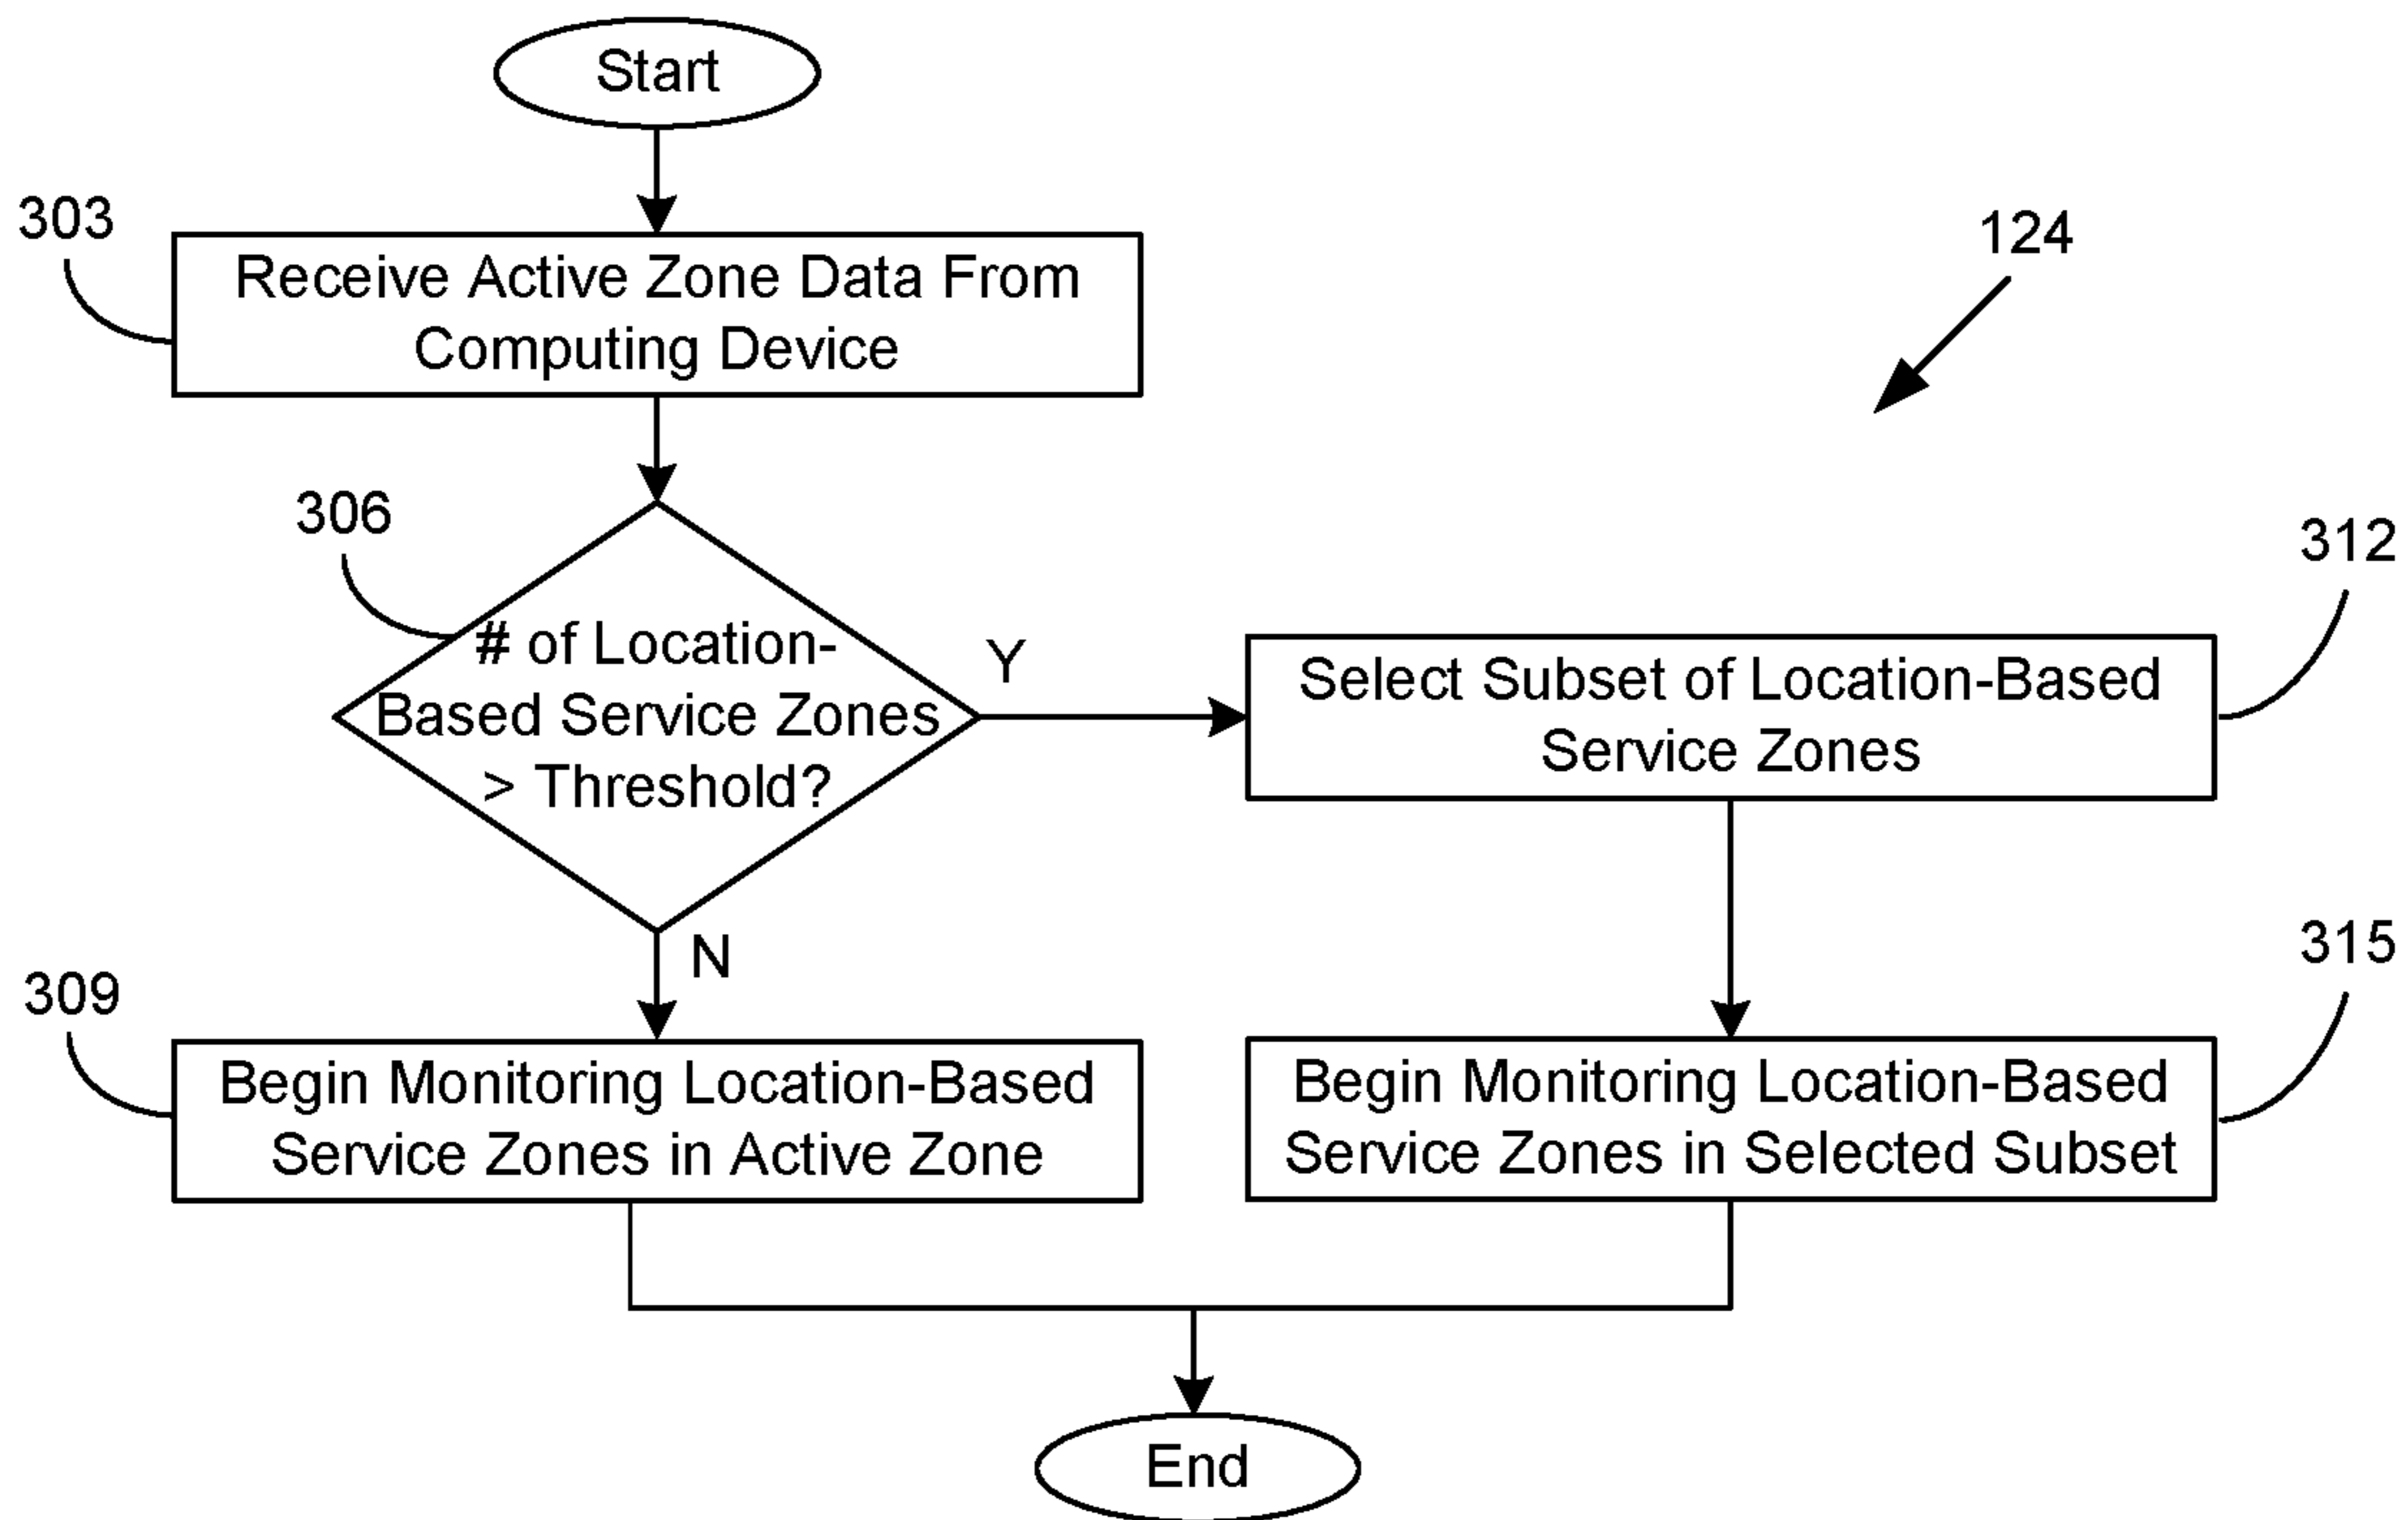 Start
303
Receive Active Zone Data From
Computing Device
124
306
# of Location-
Based Service Zones
> Threshold?
Y
N
312
Select Subset of Location-Based
Service Zones
309
Begin Monitoring Location-Based
Service Zones in Active Zone
315
Begin Monitoring Location-Based
Service Zones in Selected Subset
End